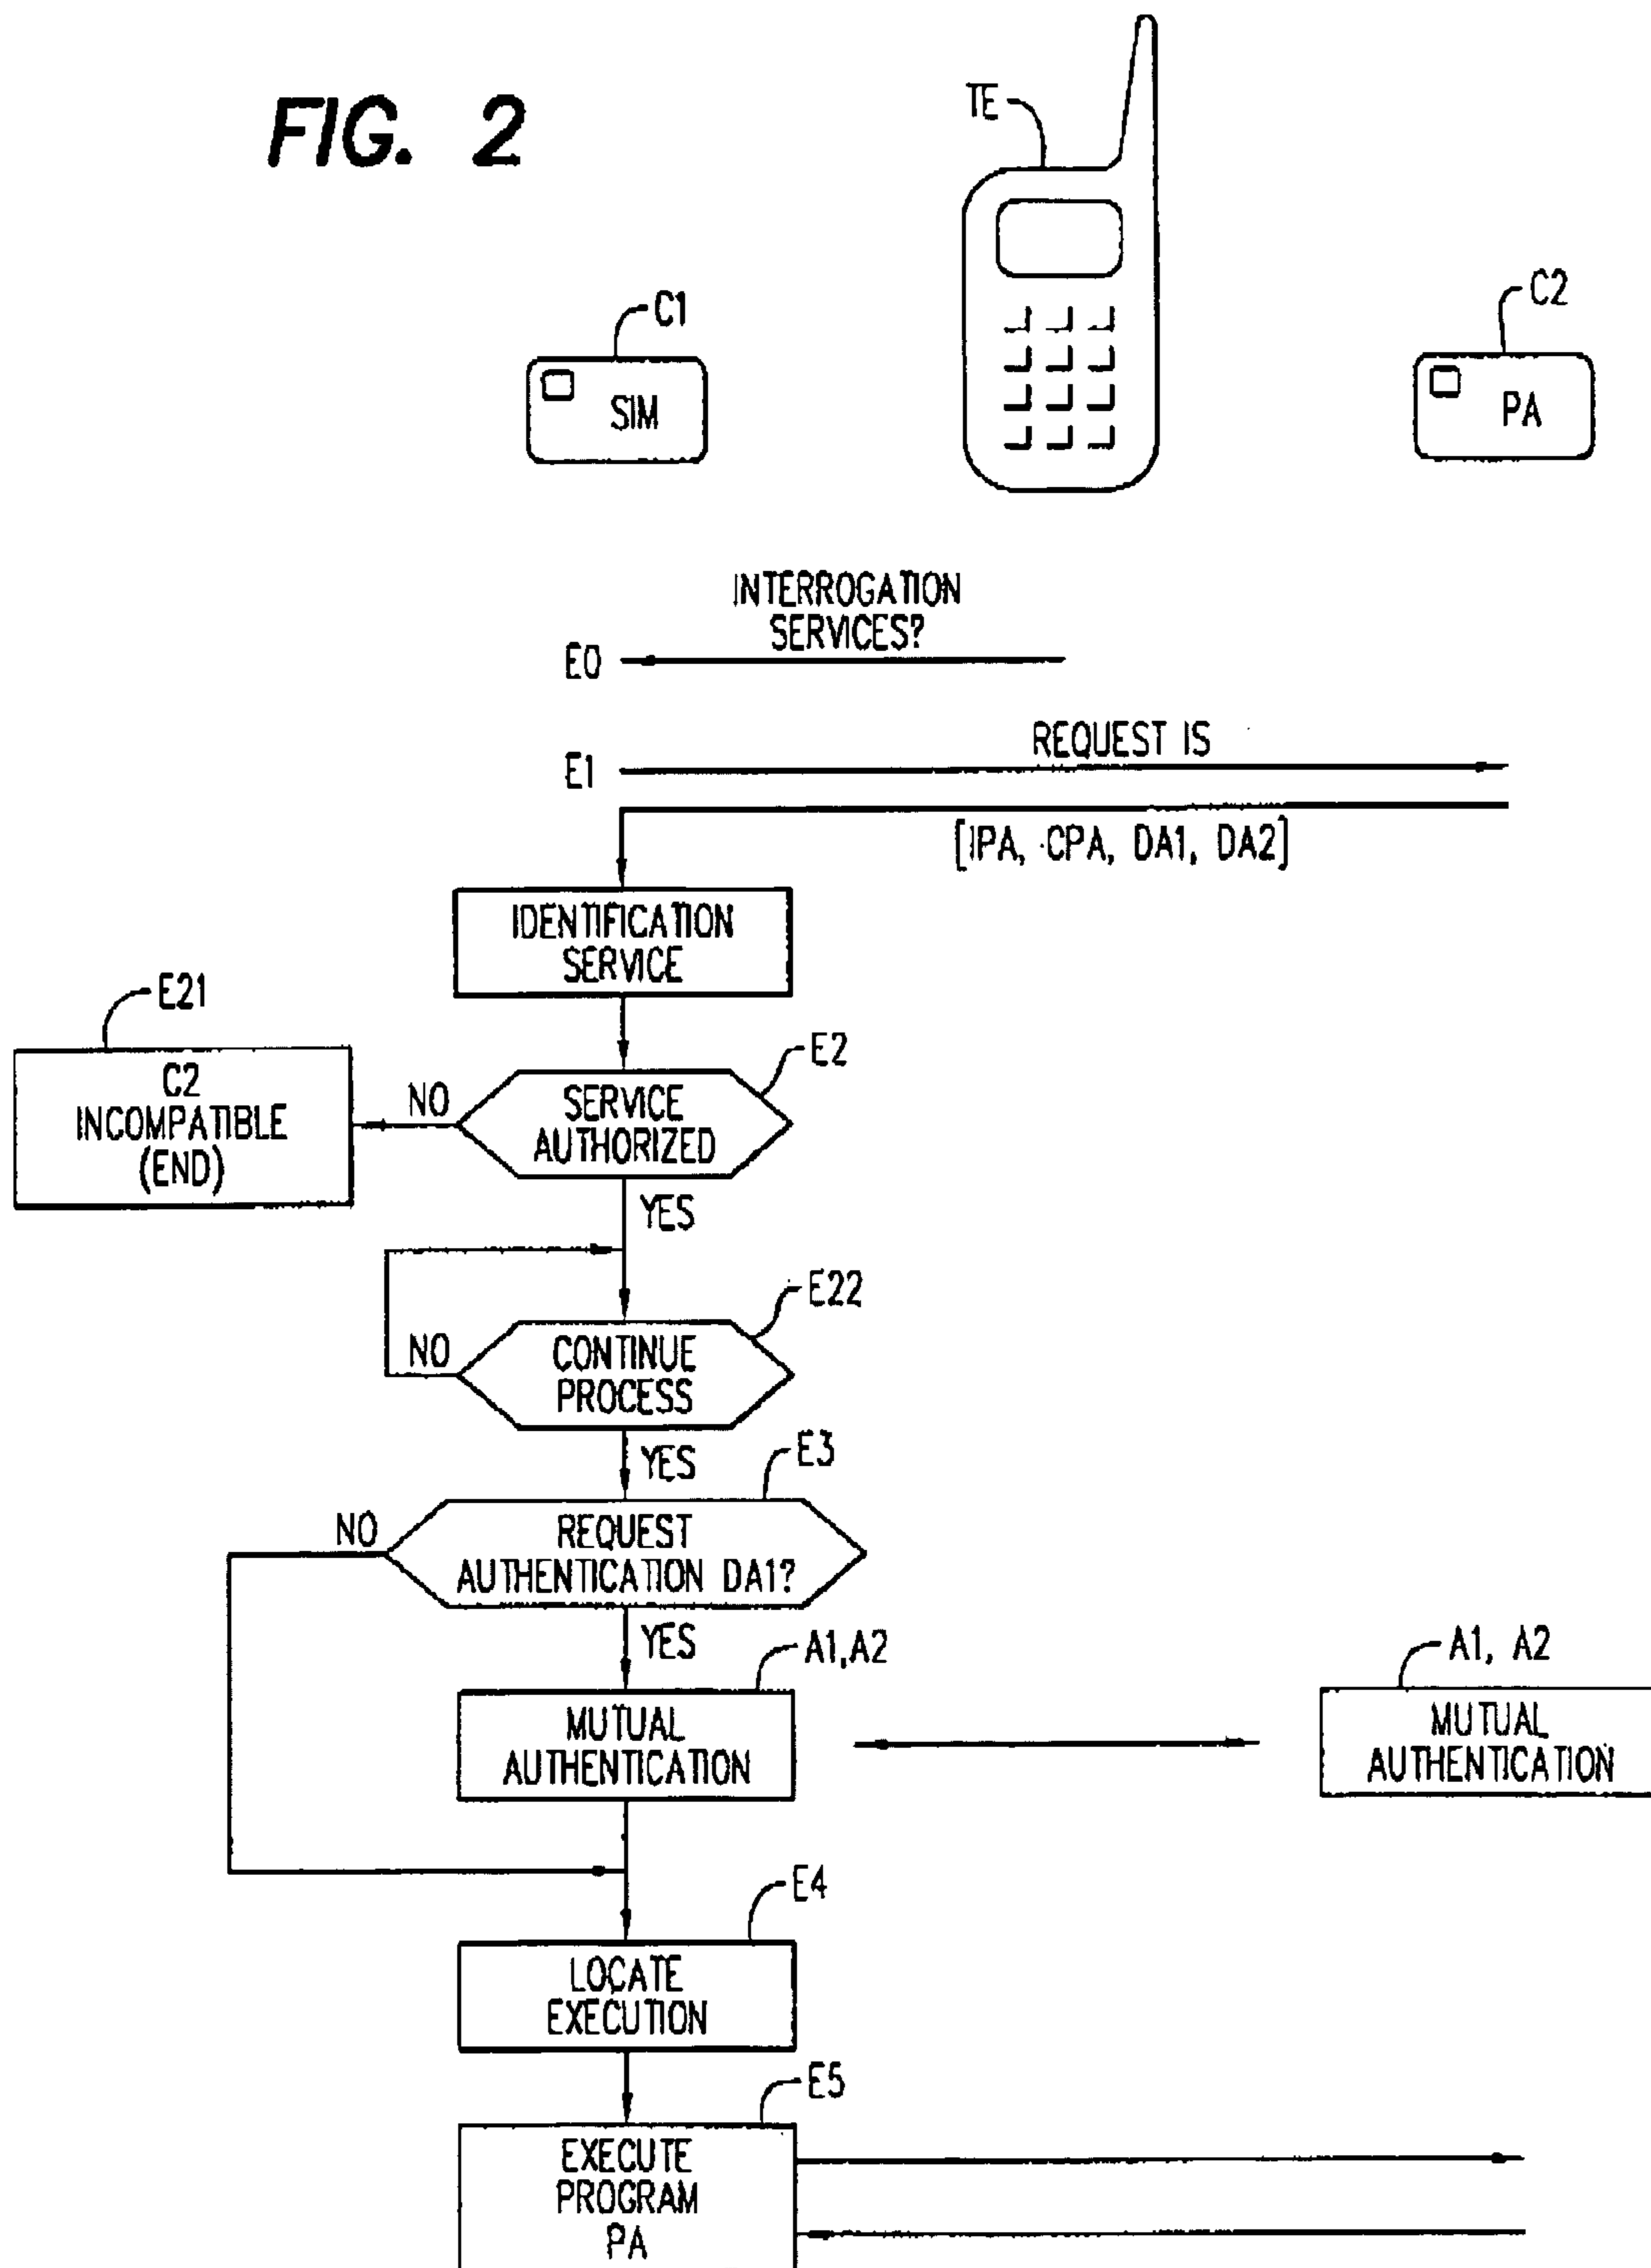 FIG. 2
TE
C1
C2
SIM
PA
INTERROGATION
SERVICES?
E0
REQUEST IS
E1
[IPA, CPA, DA1, DA2]
IDENTIFICATION
SERVICE
E21
E2
C2
INCOMPATIBLE
(END)
NO
SERVICE
AUTHORIZED
YES
E22
NO
CONTINUE
PROCESS
YES
E3
NO
REQUEST
AUTHENTICATION DA1?
YES
A1,A2
A1, A2
MUTUAL
AUTHENTICATION
MUTUAL
AUTHENTICATION
E4
LOCATE
EXECUTION
E5
EXECUTE
PROGRAM
PA